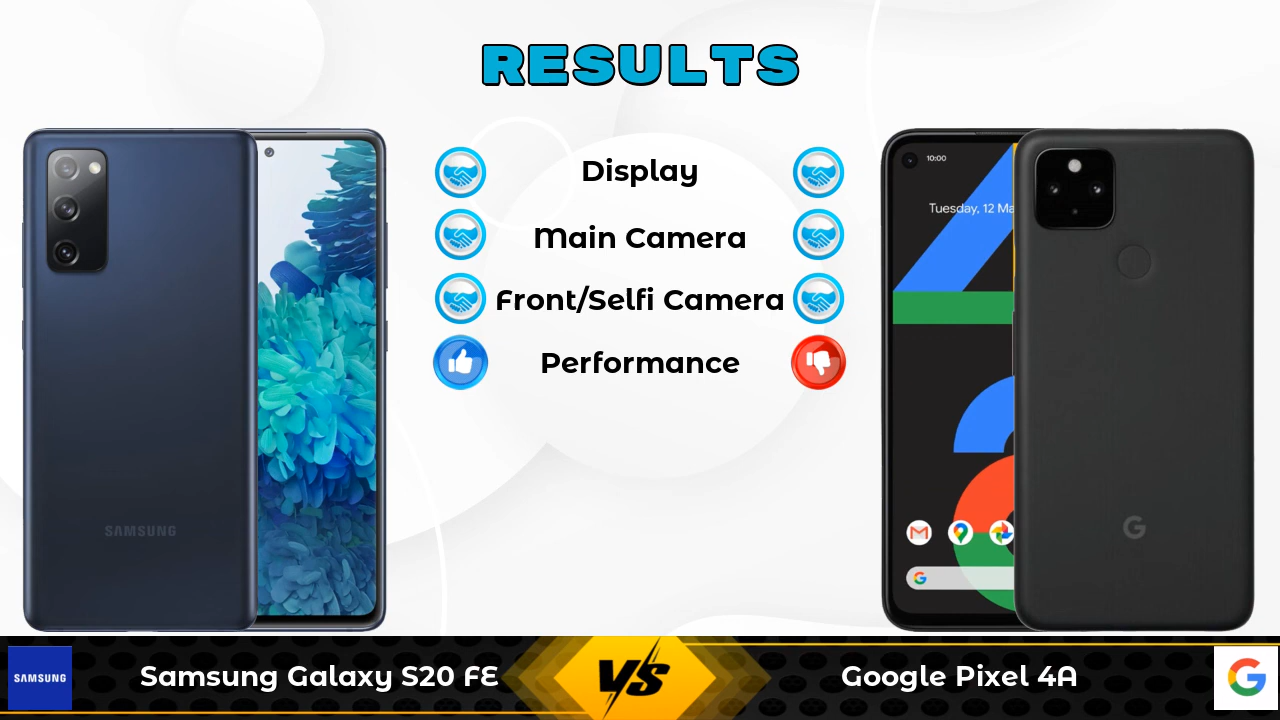 RESULTS
Display
Main Camera
Front/Selfi Camera
Performance
10:00
Tuesday, 12 Ma
SAMSUNG
G
SAMSUNG
Samsung Galaxy S20 FE
VS
Google Pixel 4A
G